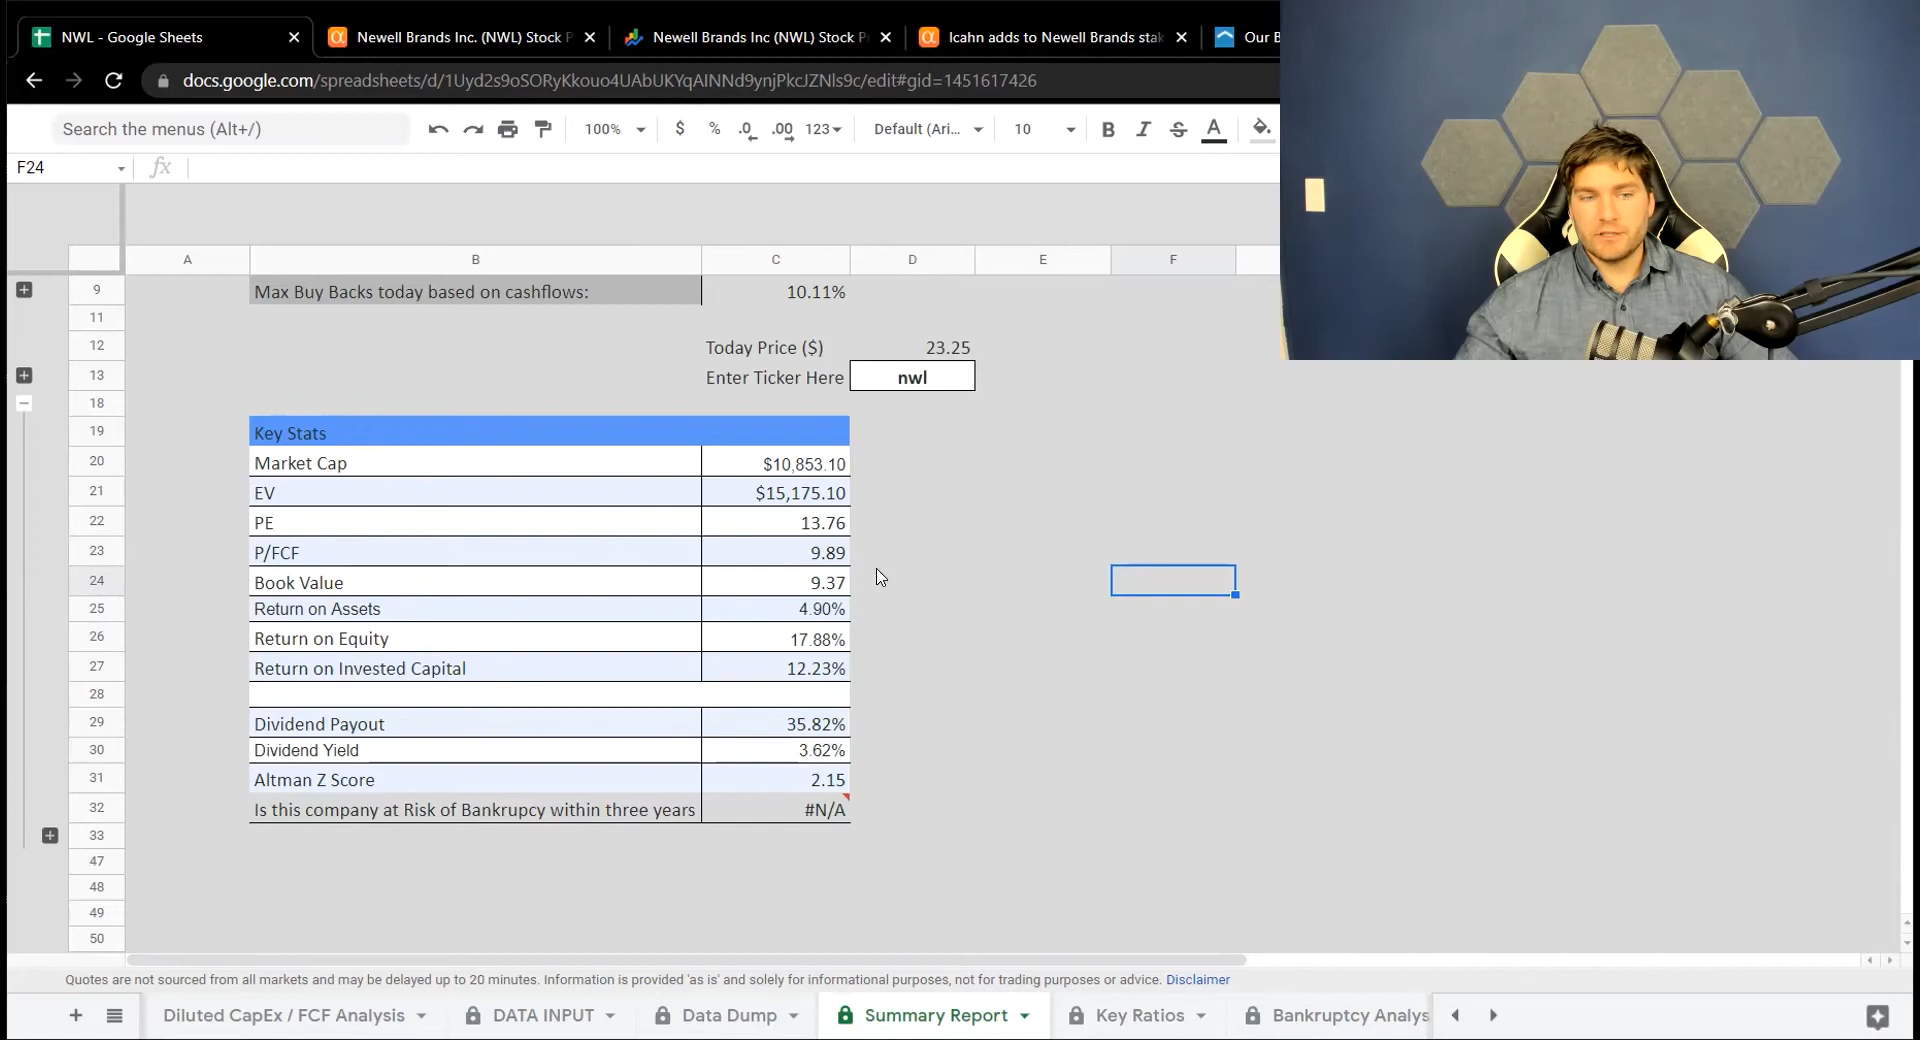 NWL - Google Sheets
Newell Brands Inc. (NWL) Stock P
Newell Brands Inc (NWL) Stock P
Icahn adds to Newell Brands stak
Our B
docs.google.com/spreadsheets/d/1Uyd2s9oSORyKkouo4UAbUKYqAINNd9ynjPkcJZNls9c/edit#gid=1451617426
Search the menus (Alt+/)
100%
$
%
.0
.00
123
Default (Ari...
10
B
I
S
A
F24
fx
A
B
C
D
E
F
9
Max Buy Backs today based on cashflows:
10.11%
11
12
Today Price ($)
23.25
13
Enter Ticker Here
nwl
18
19
Key Stats
20
Market Cap
$10,853.10
21
EV
$15,175.10
22
PE
13.76
23
P/FCF
9.89
24
Book Value
9.37
25
Return on Assets
4.90%
26
Return on Equity
17.88%
27
Return on Invested Capital
12.23%
28
29
Dividend Payout
35.82%
30
Dividend Yield
3.62%
31
Altman Z Score
2.15
32
Is this company at Risk of Bankrupcy within three years
#N/A
33
47
48
49
50
Quotes are not sourced from all markets and may be delayed up to 20 minutes. Information is provided 'as is' and solely for informational purposes, not for trading purposes or advice. Disclaimer
Diluted CapEx / FCF Analysis
DATA INPUT
Data Dump
Summary Report
Key Ratios
Bankruptcy Analys